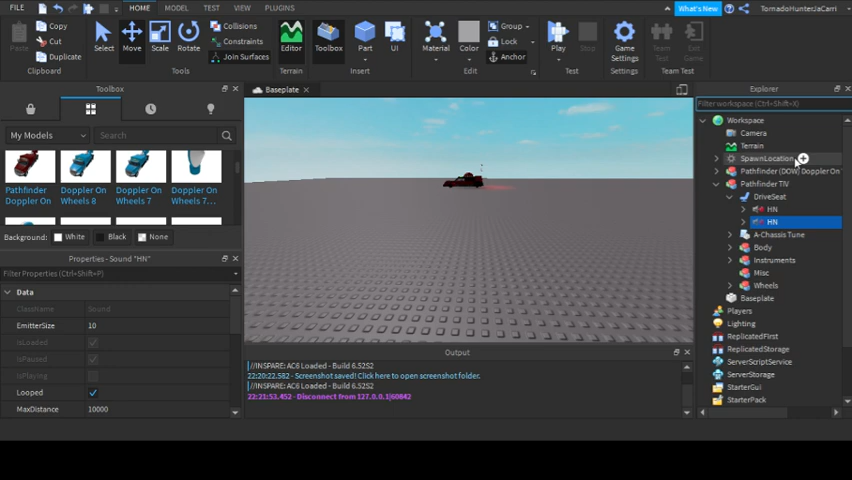 FILE HOME MODEL TEST VIEW PLUGINS What's New TornadoHunterJaCarri
Paste Copy Cut Duplicate Select Move Scale Rotate Collisions Constraints Join Surfaces Editor Toolbox Part UI Material Color Group Lock Anchor Play Stop Game Settings Team Test Exit Game
Clipboard Tools Terrain Insert Edit Test Settings Team Test
Toolbox
My Models Search
Pathfinder Doppler On
Doppler On Wheels 8
Doppler On Wheels 7
Doppler On Wheels 7...
Background: White Black None
Properties - Sound "HN"
Filter Properties (Ctrl+Shift+P)
Data
ClassName Sound
EmitterSize 10
IsLoaded
IsPaused
IsPlaying
Looped
MaxDistance 10000
Baseplate
Output
//INSPARE: AC6 Loaded - Build 6.52S2
22:20:22.582 - Screenshot saved! Click here to open screenshot folder.
//INSPARE: AC6 Loaded - Build 6.52S2
22:21:53.452 - Disconnect from 127.0.0.1|60842
Explorer
Filter workspace (Ctrl+Shift+X)
Workspace
Camera
Terrain
SpawnLocation
Pathfinder (DOW) Doppler On
Pathfinder TIV
DriveSeat
HN
HN
A-Chassis Tune
Body
Instruments
Misc
Wheels
Baseplate
Players
Lighting
ReplicatedFirst
ReplicatedStorage
ServerScriptService
ServerStorage
StarterGui
StarterPack